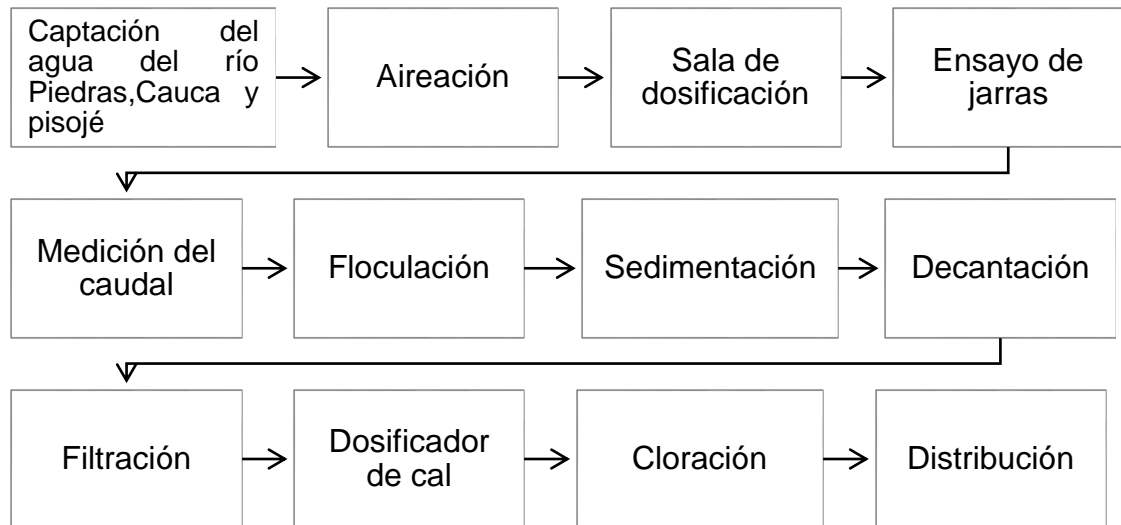 Captación del
agua del río
Piedras,Cauca y
pisojé
Aireación
Sala de
dosificación
Ensayo de
jarras
Medición del
caudal
Floculación
Sedimentación
Decantación
Filtración
Dosificador
de cal
Cloración
Distribución